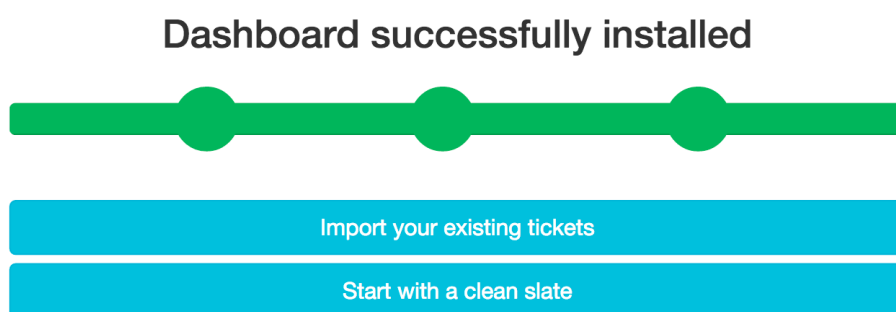 Dashboard successfully installed
Import your existing tickets
Start with a clean slate